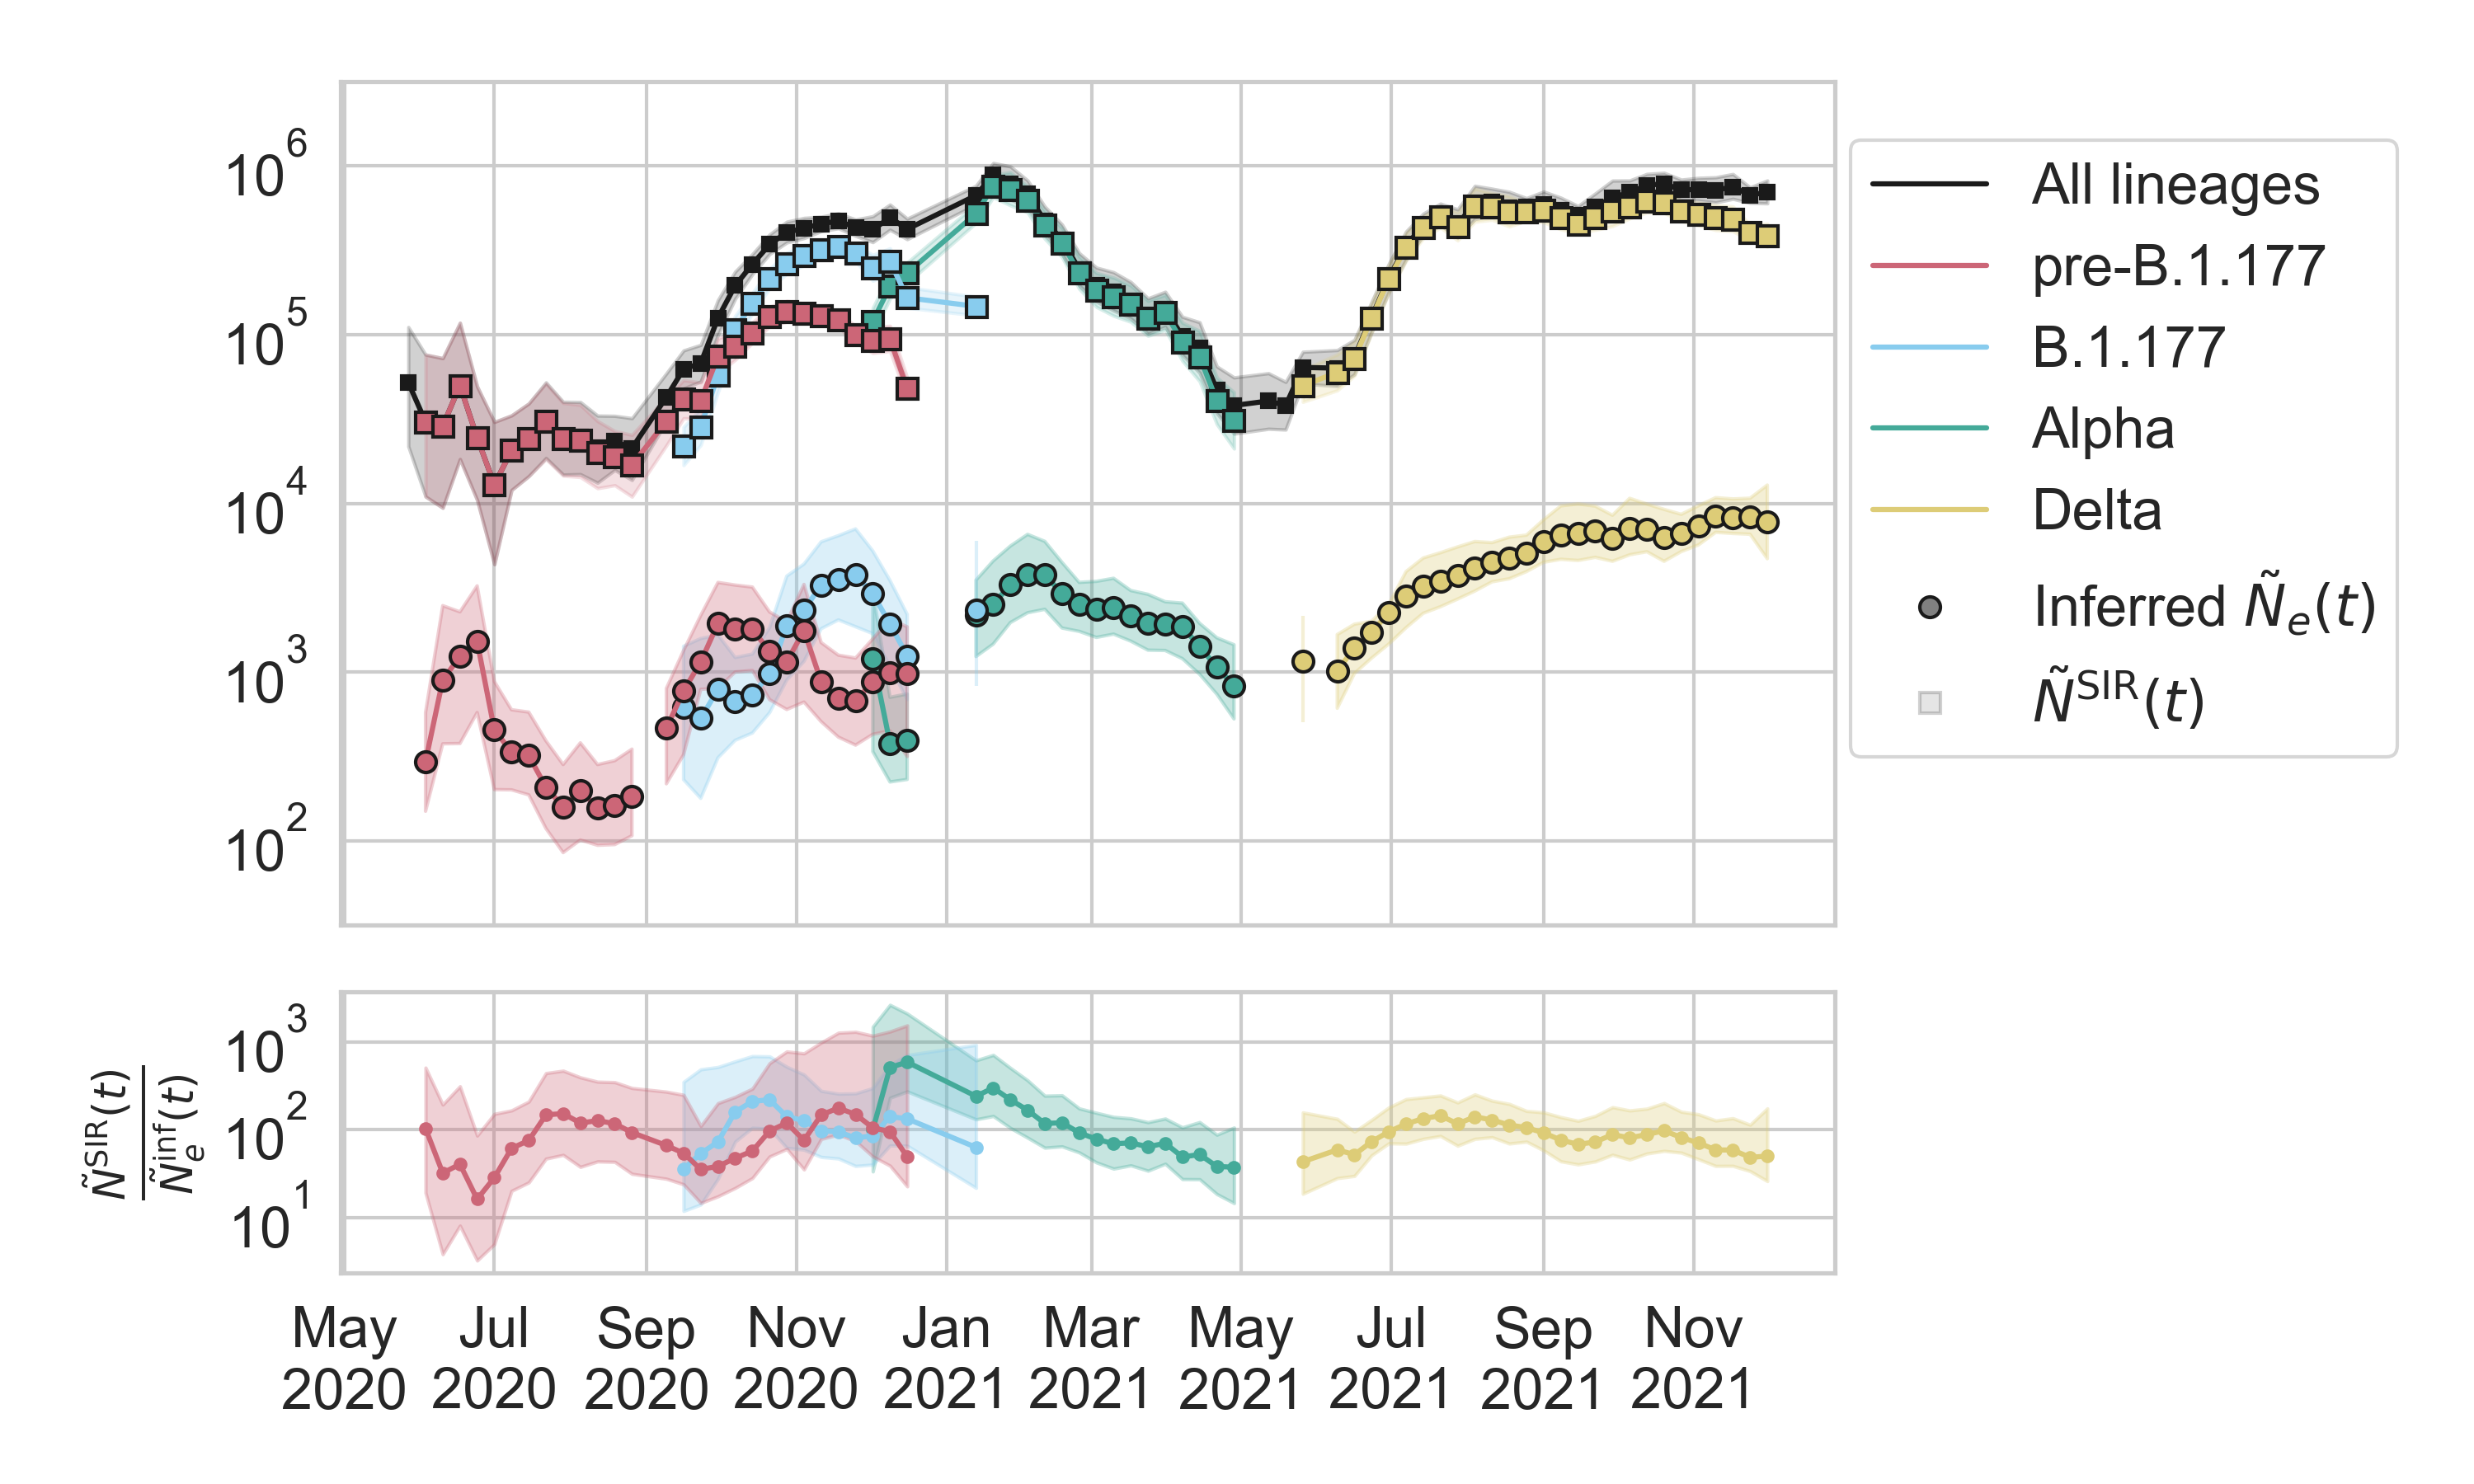 10^6
10^5
10^4
10^3
10^2
All lineages
pre-B.1.177
B.1.177
Alpha
Delta
Inferred Ñ_e(t)
Ñ^SIR(t)
Ñ^SIR(t)
Ñ_e^inf(t)
10^3
10^2
10^1
May Jul Sep Nov Jan Mar May Jul Sep Nov
2020 2020 2020 2020 2021 2021 2021 2021 2021 2021